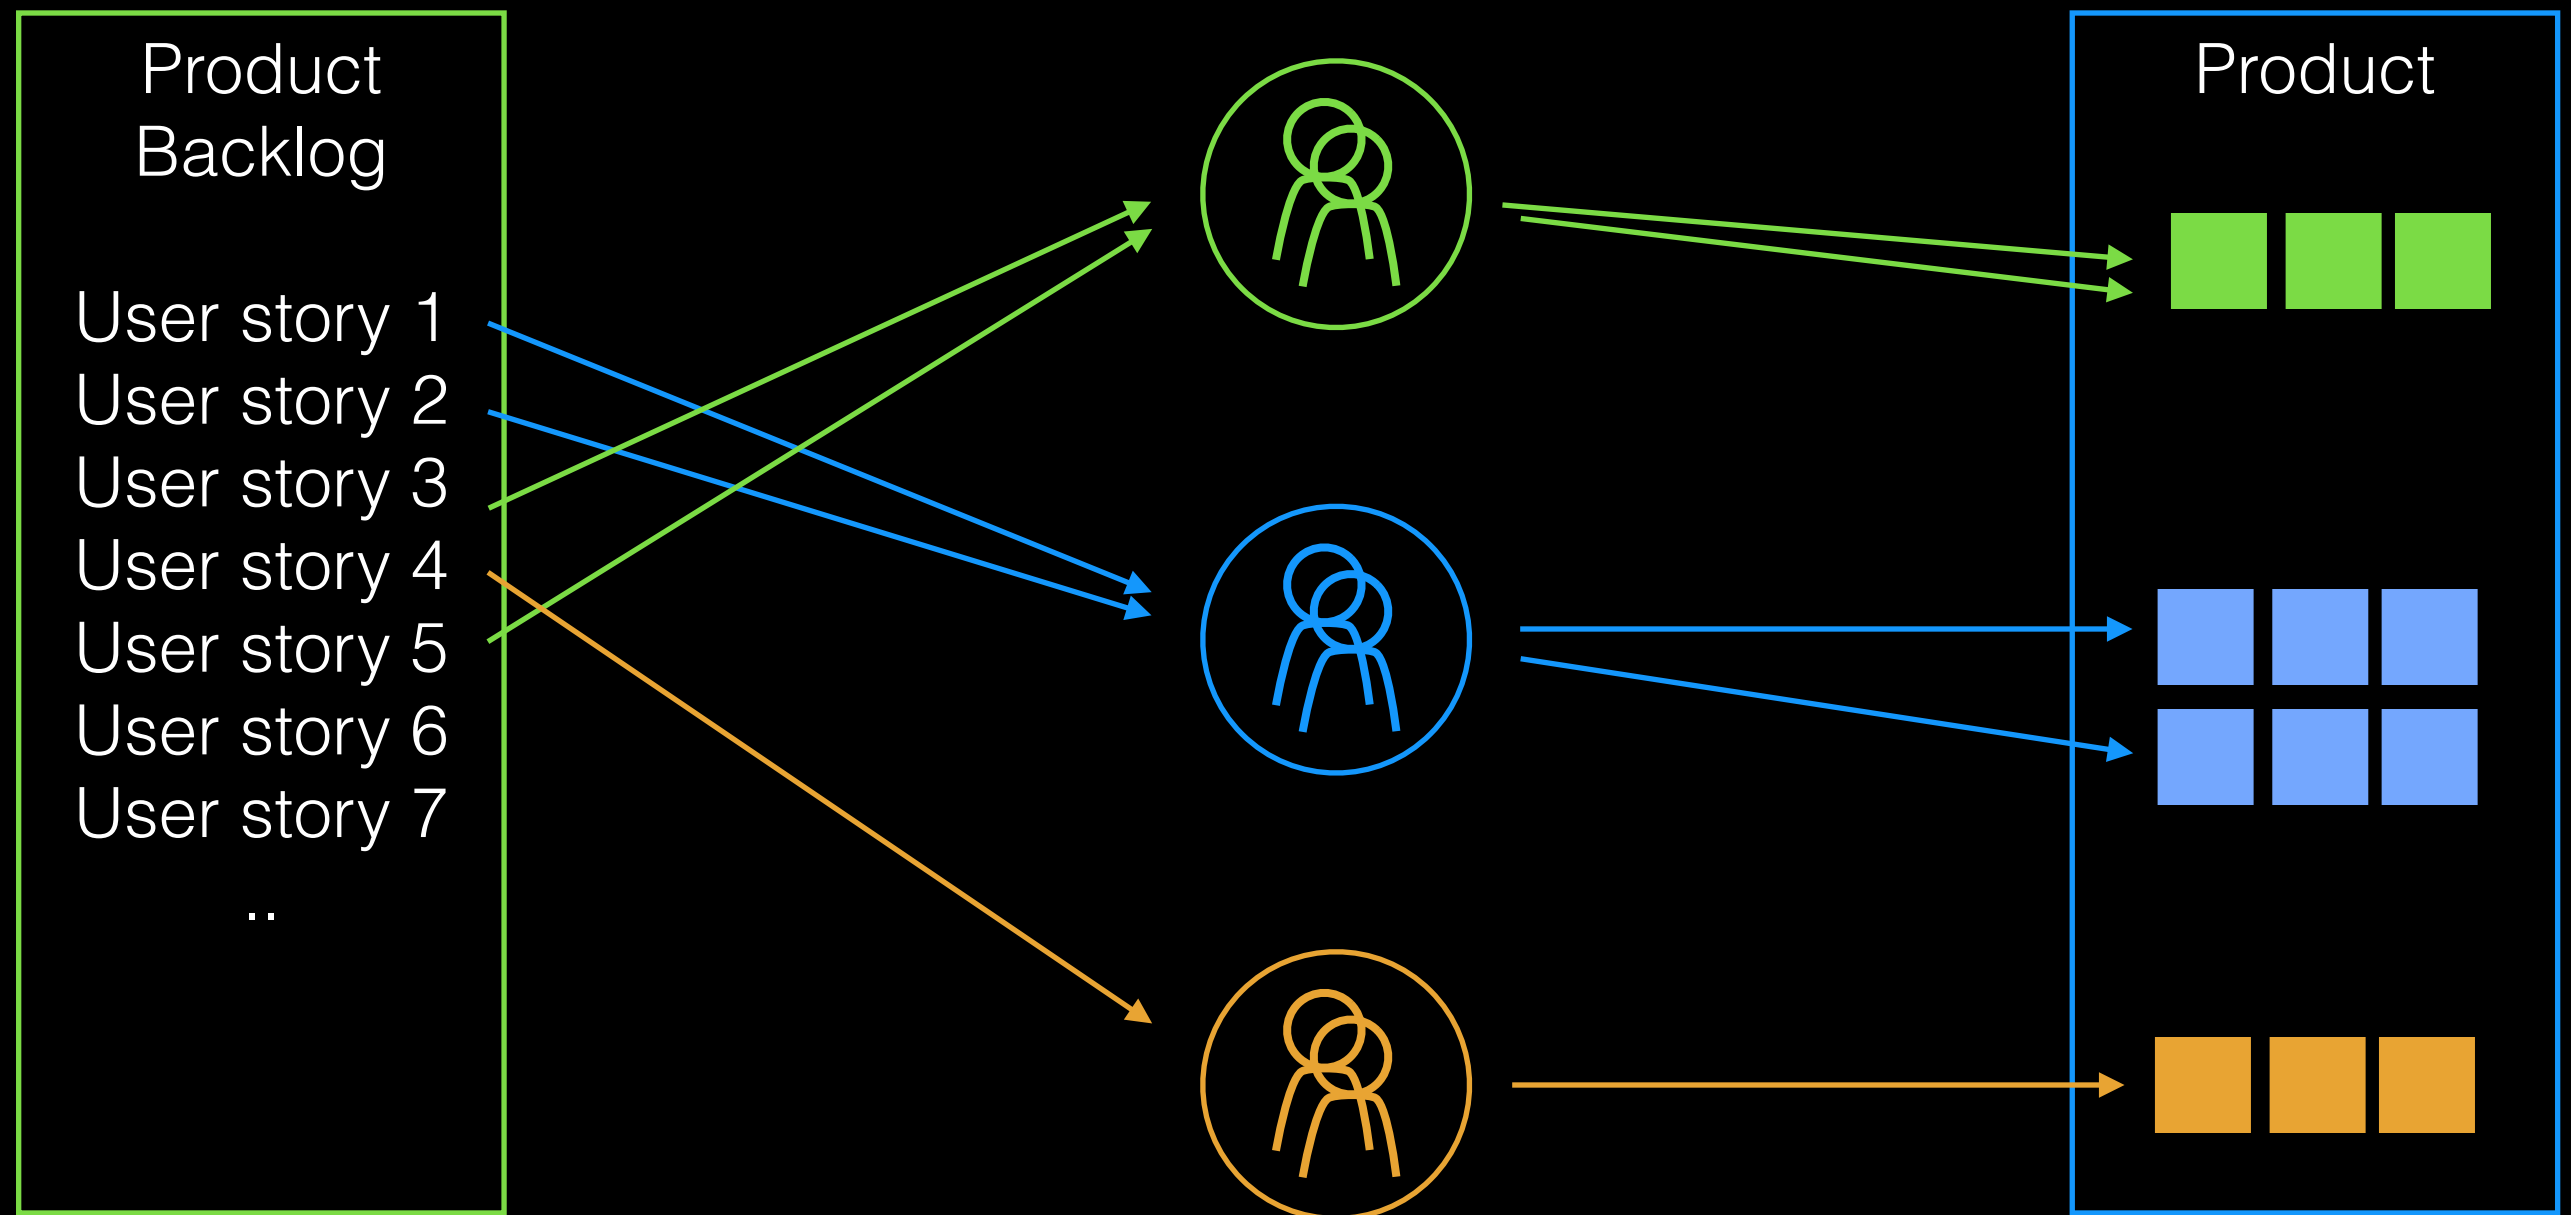 Product
Backlog
User story 1
User story 2
User story 3
User story 4
User story 5
User story 6
User story 7
..
Product